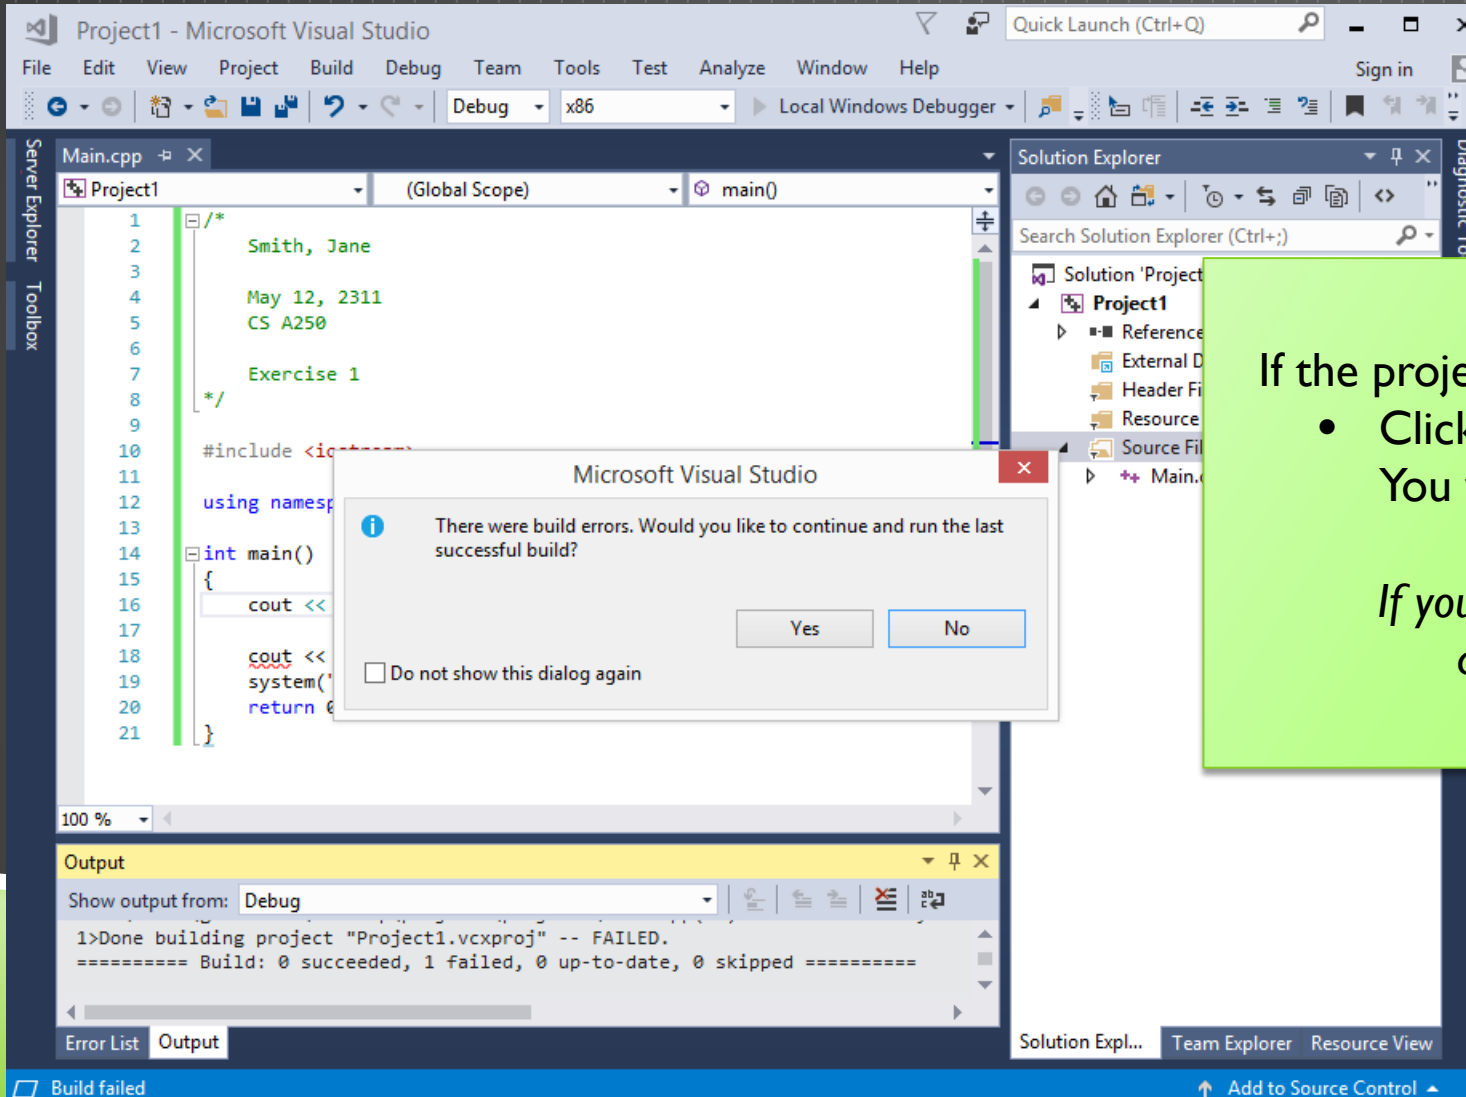 Project1 - Microsoft Visual Studio
Quick Launch (Ctrl+Q)
File Edit View Project Build Debug Team Tools Test Analyze Window Help
Sign in
Debug x86 Local Windows Debugger
Server Explorer
Toolbox
Main.cpp
Project1 (Global Scope) main()
1 /*
2 Smith, Jane
3
4 May 12, 2311
5 CS A250
6
7 Exercise 1
8 */
9
10 #include <iostream>
11
12 using namesp
13
14 int main()
15 {
16 cout <<
17
18 cout <<
19 system("
20 return 0
21 }
100 %
Microsoft Visual Studio
There were build errors. Would you like to continue and run the last
successful build?
Yes No
Do not show this dialog again
Output
Show output from: Debug
1>Done building project "Project1.vcxproj" -- FAILED.
========== Build: 0 succeeded, 1 failed, 0 up-to-date, 0 skipped ==========
Error List Output
Solution Explorer
Search Solution Explorer (Ctrl+;)
Solution 'Project
Project1
Reference
External D
Header Fi
Resource
Source Fil
Main.c
Solution Expl... Team Explorer Resource View
Diagnostic To
If the proje
• Click
You
If you
Build failed
Add to Source Control